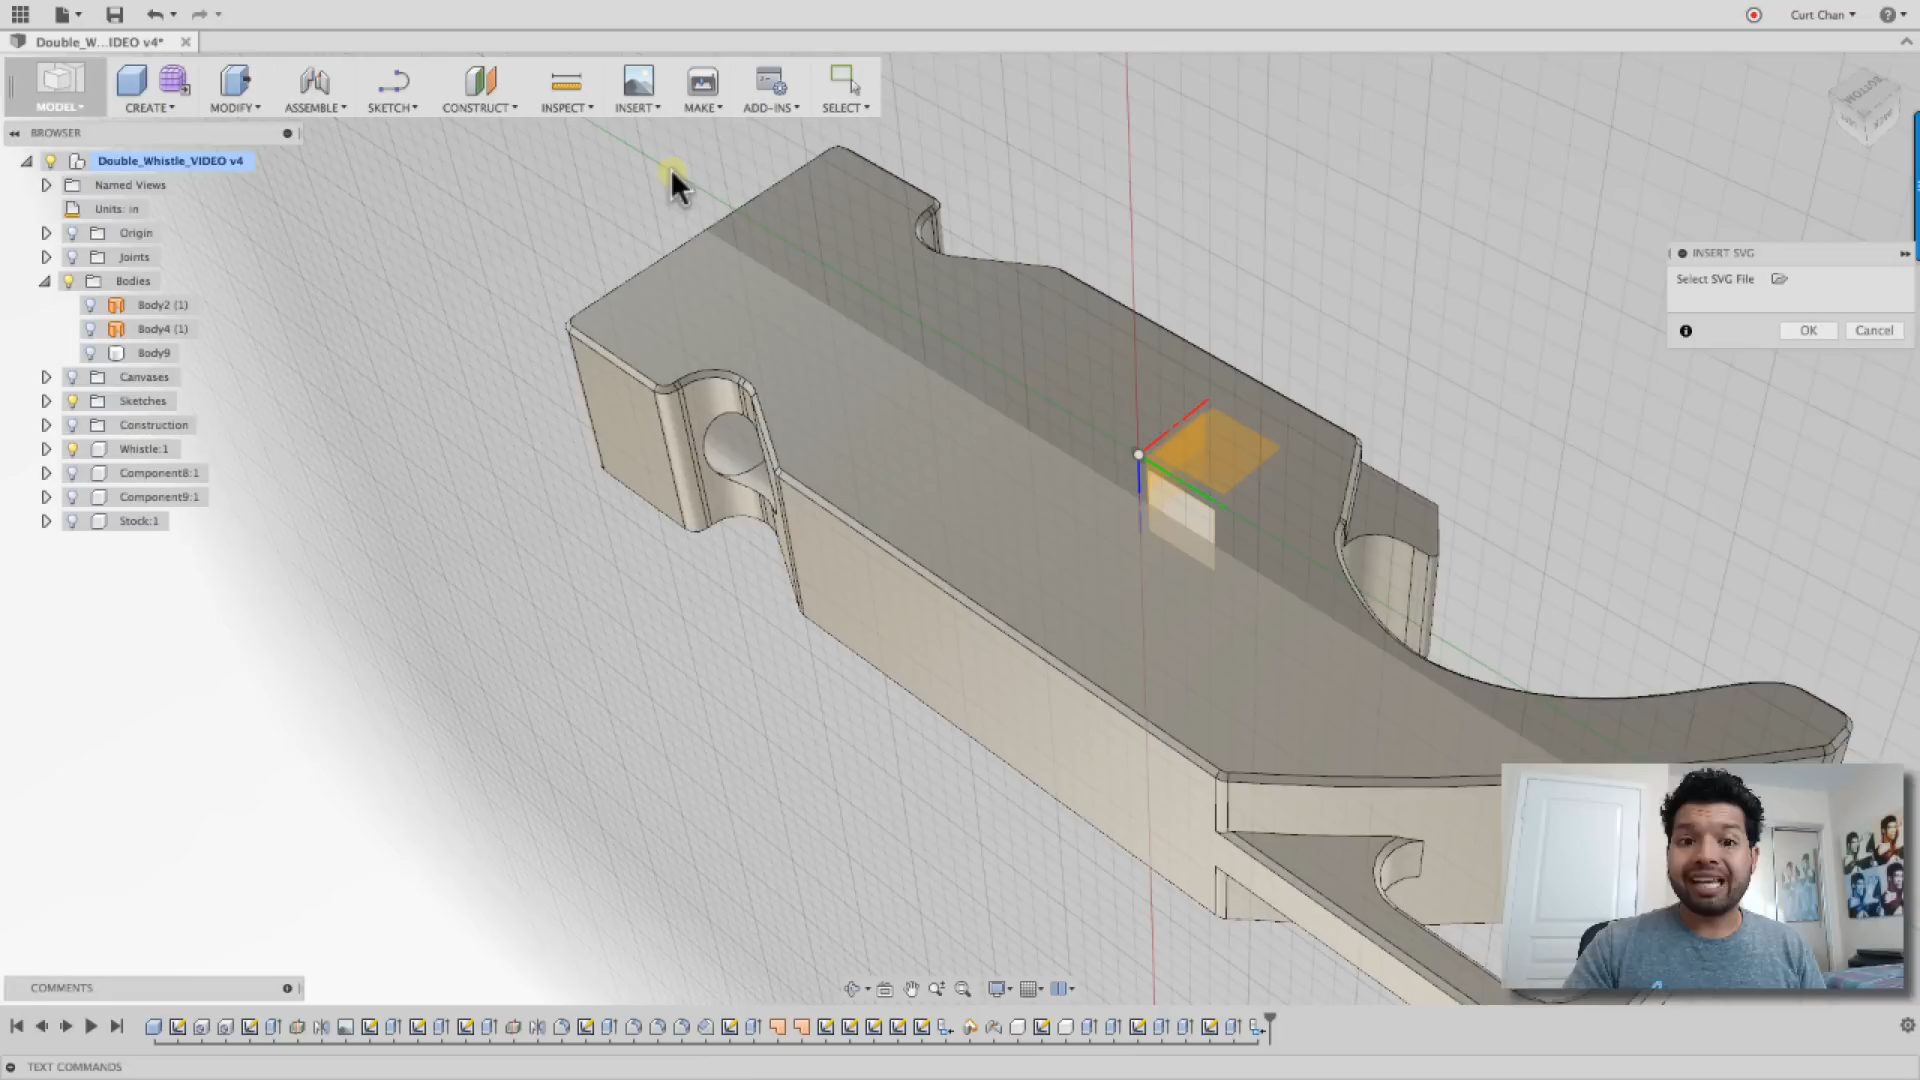 Curt Chan
Double_W...IDEO v4*
MODEL
CREATE
MODIFY
ASSEMBLE
SKETCH
CONSTRUCT
INSPECT
INSERT
MAKE
ADD-INS
SELECT
BROWSER
Double_Whistle_VIDEO v4
Named Views
Units: in
Origin
Joints
Bodies
Body2 (1)
Body4 (1)
Body9
Canvases
Sketches
Construction
Whistle:1
Component8:1
Component9:1
Stock:1
BOTTOM
INSERT SVG
Select SVG File
OK
Cancel
COMMENTS
TEXT COMMANDS